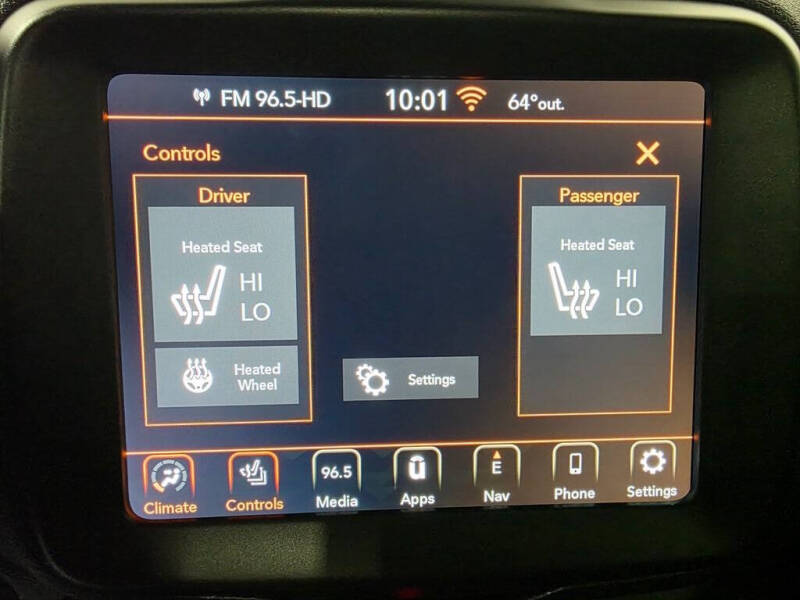 FM 96.5-HD 10:01 64° out.
Controls
Driver
Heated Seat
HI
LO
Heated
Wheel
Settings
Passenger
Heated Seat
HI
LO
Climate
Controls
96.5
Media
Apps
E
Nav
Phone
Settings